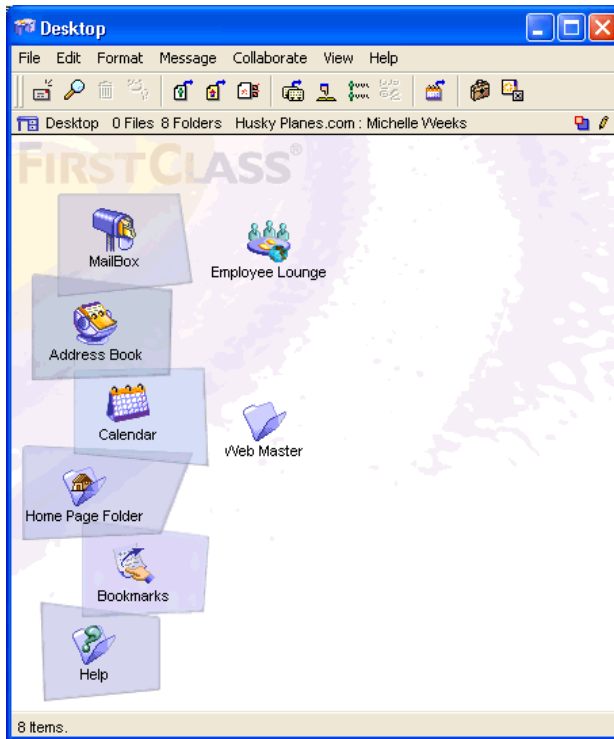 Desktop
File Edit Format Message Collaborate View Help
Desktop 0 Files 8 Folders Husky Planes.com : Michelle Weeks
FIRSTCLASS®
MailBox
Employee Lounge
Address Book
Calendar
Web Master
Home Page Folder
Bookmarks
Help
8 Items.